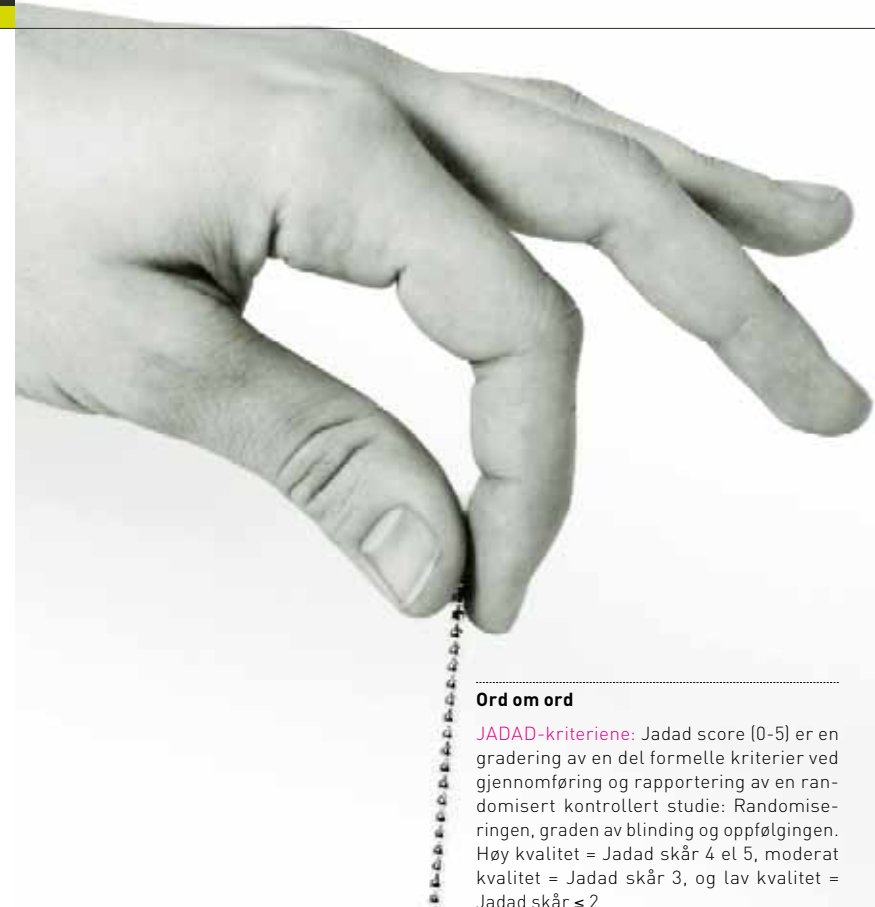 Ord om ord
JADAD-kriteriene: Jadad score (0-5) er en
gradering av en del formelle kriterier ved
gjennomføring og rapportering av en ran-
domisert kontrollert studie: Randomise-
ringen, graden av blinding og oppfølgingen.
Høy kvalitet = Jadad skår 4 el 5, moderat
kvalitet = Jadad skår 3, og lav kvalitet =
Jadad skår ≤ 2